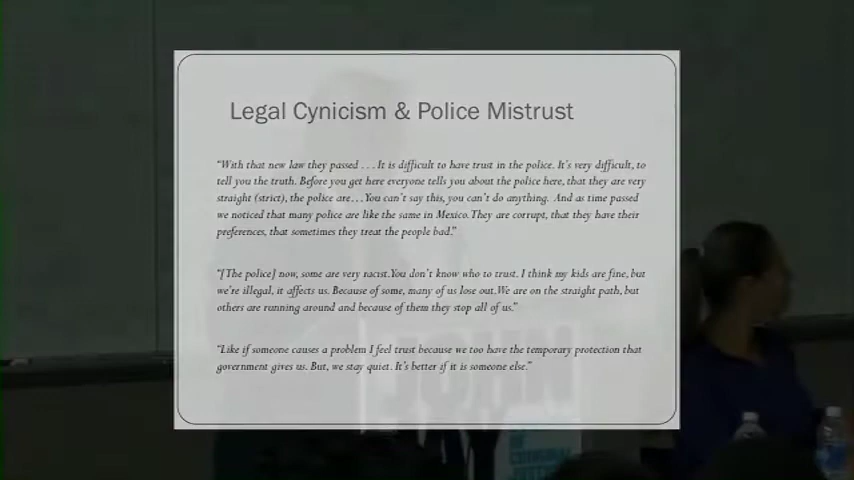 Legal Cynicism & Police Mistrust
“With that new law they passed . . . It is difficult to have trust in the police. It’s very difficult, to
tell you the truth. Before you get here everyone tells you about the police here, that they are very
straight (strict), the police are…You can’t say this, you can’t do anything. And as time passed
we noticed that many police are like the same in Mexico. They are corrupt, that they have their
preferences, that sometimes they treat the people bad.”
“[The police] now, some are very racist. You don’t know who to trust. I think my kids are fine, but
we’re illegal, it affects us. Because of some, many of us lose out. We are on the straight path, but
others are running around and because of them they stop all of us.”
“Like if someone causes a problem I feel trust because we too have the temporary protection that
government gives us. But, we stay quiet. It’s better if it is someone else.”
JOHN
OF
CRIMINAL